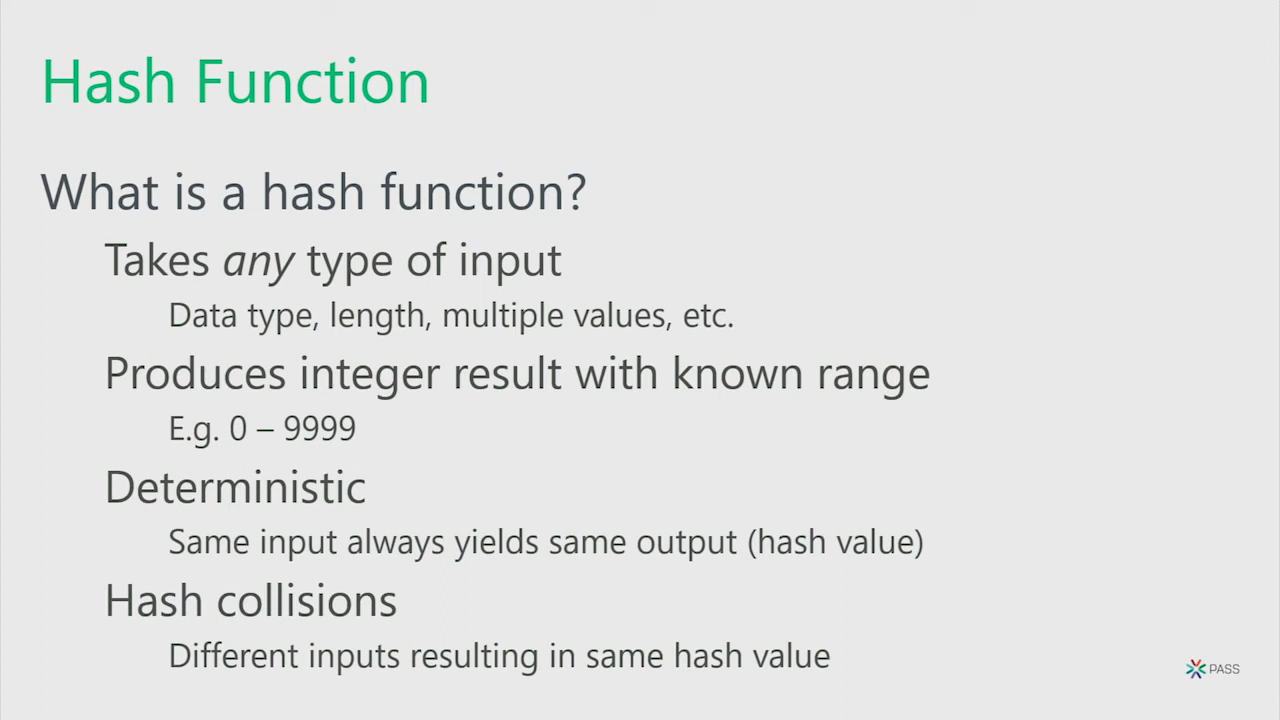 Hash Function
What is a hash function?
Takes any type of input
Data type, length, multiple values, etc.
Produces integer result with known range
E.g. 0 – 9999
Deterministic
Same input always yields same output (hash value)
Hash collisions
Different inputs resulting in same hash value
PASS